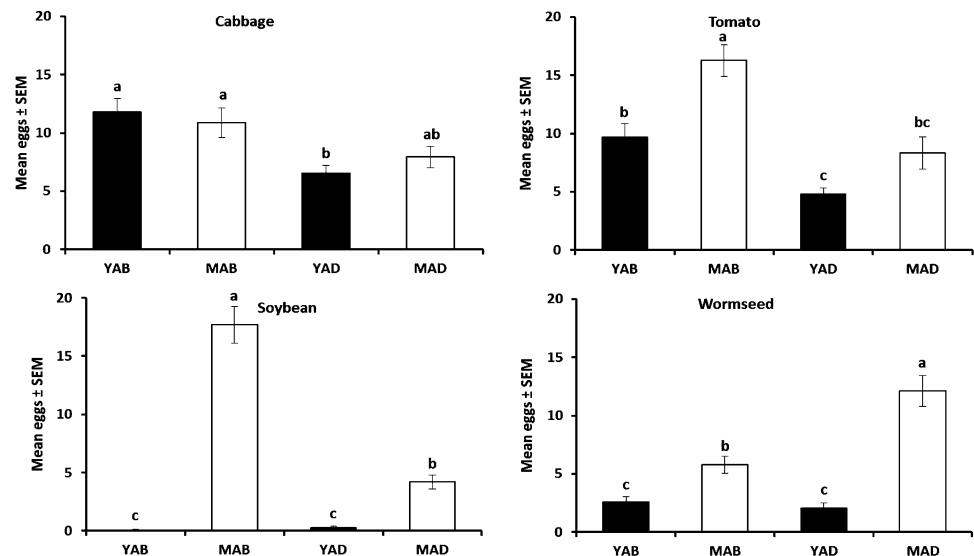 Cabbage
Mean eggs ± SEM
20
15
10
5
0
a
a
b
ab
YAB MAB YAD MAD
Tomato
Mean eggs ± SEM
20
15
10
5
0
b
a
c
bc
YAB MAB YAD MAD
Soybean
Mean eggs ± SEM
20
15
10
5
0
c
a
c
b
YAB MAB YAD MAD
Wormseed
Mean eggs ± SEM
20
15
10
5
0
c
b
c
a
YAB MAB YAD MAD